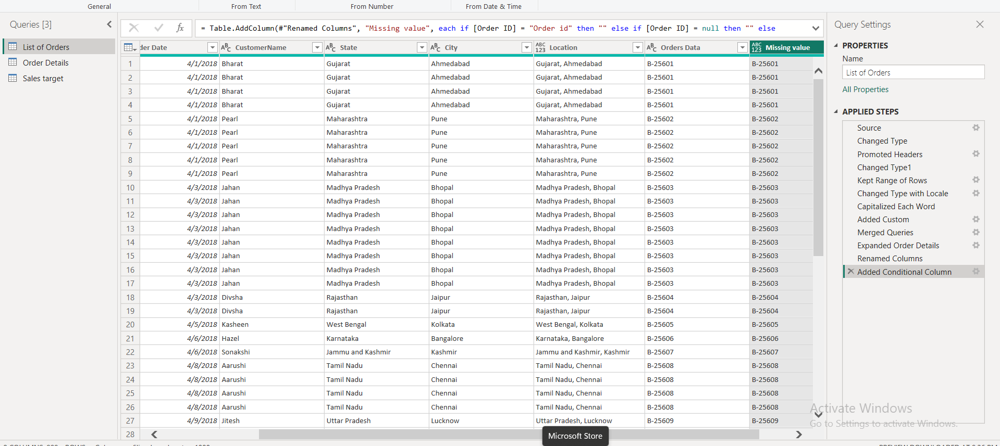 General From Text From Number From Date & Time
Queries [3]
List of Orders
Order Details
Sales target
fx = Table.AddColumn(#"Renamed Columns", "Missing value", each if [Order ID] = "Order id" then "" else if [Order ID] = null then "" else
der Date ABC CustomerName ABC State ABC City ABC 123 Location ABC Orders Data ABC 123 Missing value
1 4/1/2018 Bharat Gujarat Ahmedabad Gujarat, Ahmedabad B-25601 B-25601
2 4/1/2018 Bharat Gujarat Ahmedabad Gujarat, Ahmedabad B-25601 B-25601
3 4/1/2018 Bharat Gujarat Ahmedabad Gujarat, Ahmedabad B-25601 B-25601
4 4/1/2018 Bharat Gujarat Ahmedabad Gujarat, Ahmedabad B-25601 B-25601
5 4/1/2018 Pearl Maharashtra Pune Maharashtra, Pune B-25602 B-25602
6 4/1/2018 Pearl Maharashtra Pune Maharashtra, Pune B-25602 B-25602
7 4/1/2018 Pearl Maharashtra Pune Maharashtra, Pune B-25602 B-25602
8 4/1/2018 Pearl Maharashtra Pune Maharashtra, Pune B-25602 B-25602
9 4/1/2018 Pearl Maharashtra Pune Maharashtra, Pune B-25602 B-25602
10 4/3/2018 Jahan Madhya Pradesh Bhopal Madhya Pradesh, Bhopal B-25603 B-25603
11 4/3/2018 Jahan Madhya Pradesh Bhopal Madhya Pradesh, Bhopal B-25603 B-25603
12 4/3/2018 Jahan Madhya Pradesh Bhopal Madhya Pradesh, Bhopal B-25603 B-25603
13 4/3/2018 Jahan Madhya Pradesh Bhopal Madhya Pradesh, Bhopal B-25603 B-25603
14 4/3/2018 Jahan Madhya Pradesh Bhopal Madhya Pradesh, Bhopal B-25603 B-25603
15 4/3/2018 Jahan Madhya Pradesh Bhopal Madhya Pradesh, Bhopal B-25603 B-25603
16 4/3/2018 Jahan Madhya Pradesh Bhopal Madhya Pradesh, Bhopal B-25603 B-25603
17 4/3/2018 Jahan Madhya Pradesh Bhopal Madhya Pradesh, Bhopal B-25603 B-25603
18 4/3/2018 Divsha Rajasthan Jaipur Rajasthan, Jaipur B-25604 B-25604
19 4/3/2018 Divsha Rajasthan Jaipur Rajasthan, Jaipur B-25604 B-25604
20 4/5/2018 Kasheen West Bengal Kolkata West Bengal, Kolkata B-25605 B-25605
21 4/6/2018 Hazel Karnataka Bangalore Karnataka, Bangalore B-25606 B-25606
22 4/6/2018 Sonakshi Jammu and Kashmir Kashmir Jammu and Kashmir, Kashmir B-25607 B-25607
23 4/8/2018 Aarushi Tamil Nadu Chennai Tamil Nadu, Chennai B-25608 B-25608
24 4/8/2018 Aarushi Tamil Nadu Chennai Tamil Nadu, Chennai B-25608 B-25608
25 4/8/2018 Aarushi Tamil Nadu Chennai Tamil Nadu, Chennai B-25608 B-25608
26 4/8/2018 Aarushi Tamil Nadu Chennai Tamil Nadu, Chennai B-25608 B-25608
27 4/9/2018 Jitesh Uttar Pradesh Lucknow Uttar Pradesh, Lucknow B-25609 B-25609
28
Microsoft Store
Query Settings
PROPERTIES
Name
List of Orders
All Properties
APPLIED STEPS
Source
Changed Type
Promoted Headers
Changed Type1
Kept Range of Rows
Changed Type with Locale
Capitalized Each Word
Added Custom
Merged Queries
Expanded Order Details
Renamed Columns
Added Conditional Column
Activate Windows
Go to Settings to activate Windows.